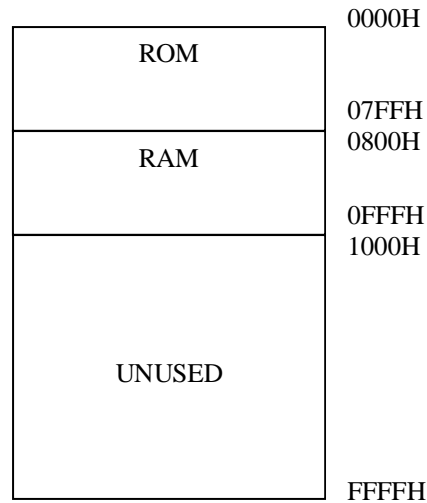 0000H
ROM
07FFH
0800H
RAM
0FFFH
1000H
UNUSED
FFFFH